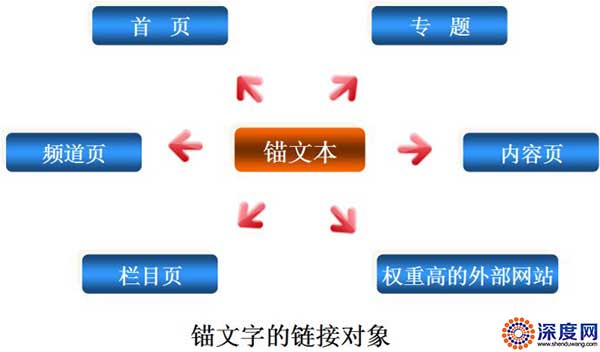 首 页
专 题
频道页
锚文本
内容页
栏目页
权重高的外部网站
锚文字的链接对象
深度网
www.shenduwang.com